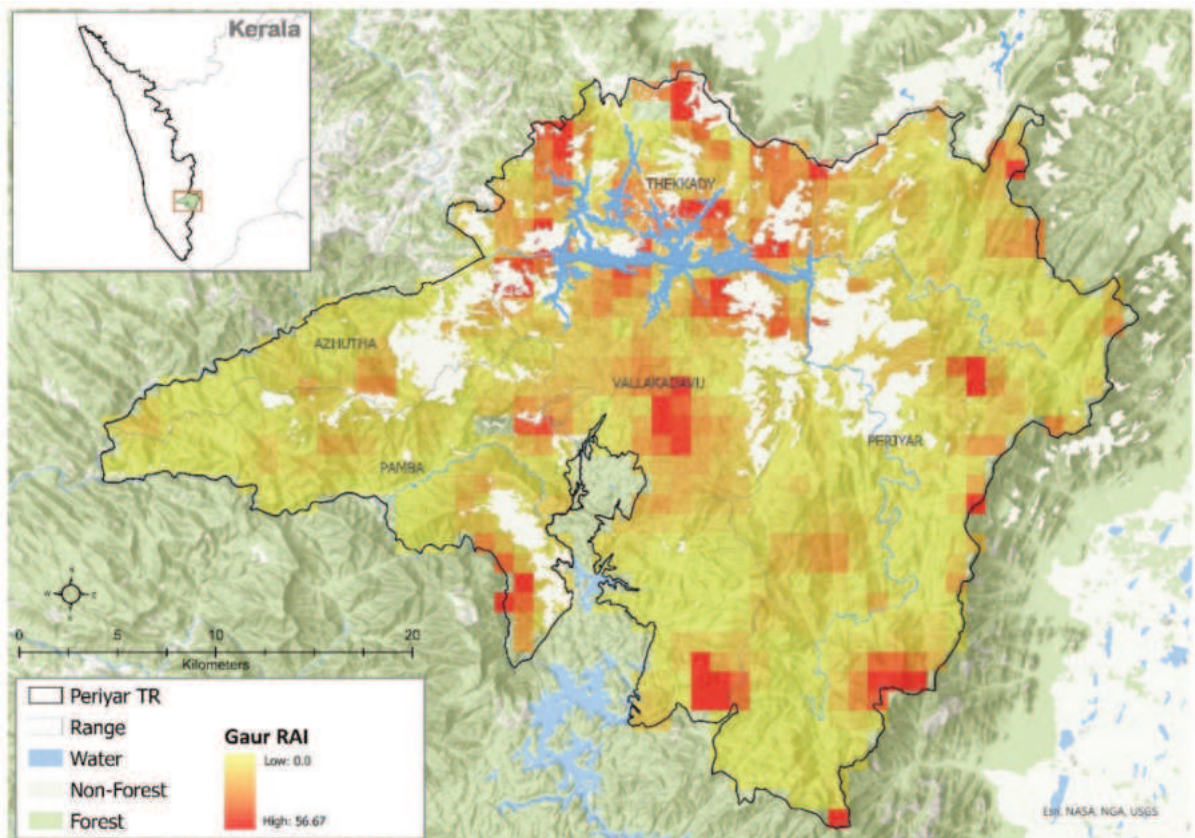 Kerala
THEKKADY
AZHUTHA
VALLAKADAVU
PERIYAR
PAMBA
N
W
E
S
0
5
10
20
Kilometers
Periyar TR
Range
Water
Non-Forest
Forest
Gaur RAI
Low: 0.0
High: 56.67
Esri, NASA, NGA, USGS